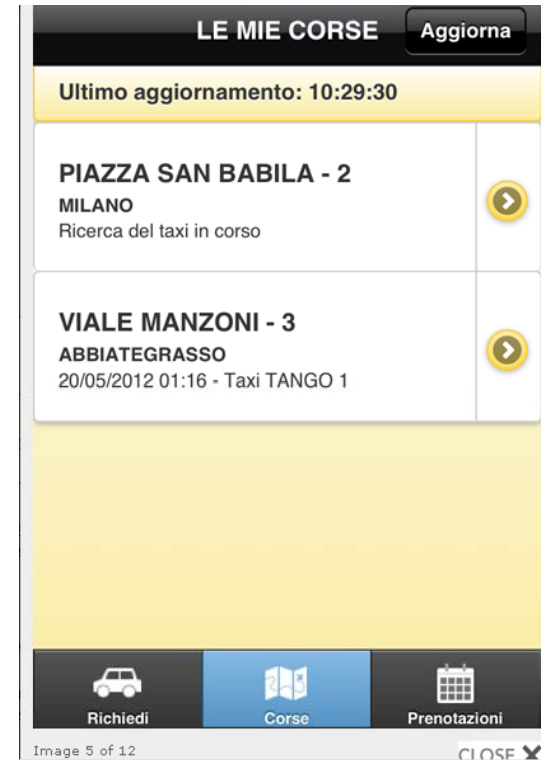 LE MIE CORSE Aggiorna
Ultimo aggiornamento: 10:29:30
PIAZZA SAN BABILA - 2
MILANO
Ricerca del taxi in corso
VIALE MANZONI - 3
ABBIATEGRASSO
20/05/2012 01:16 - Taxi TANGO 1
Richiedi Corse Prenotazioni
Image 5 of 12 CLOSE